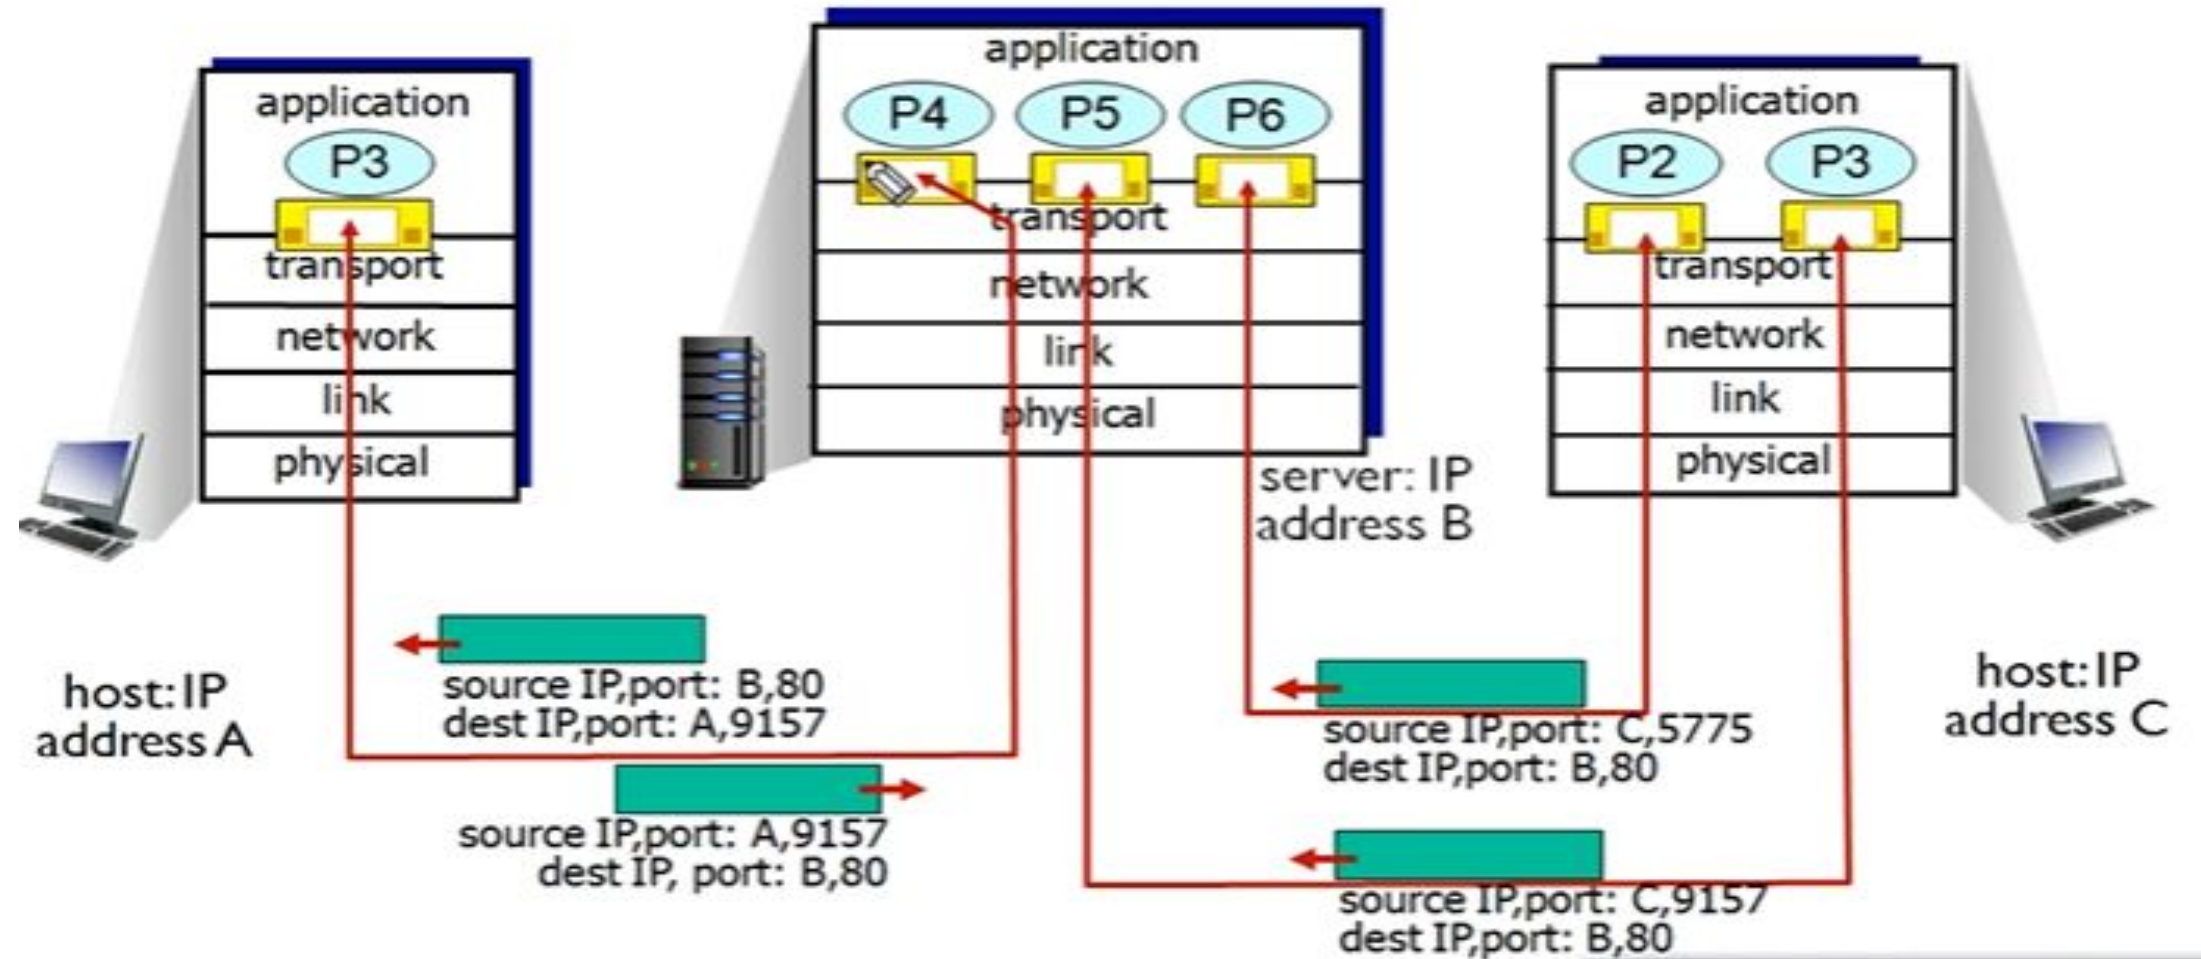 application
P3
transport
network
link
physical
host:IP
address A
application
P4
P5
P6
transport
network
link
physical
server: IP
address B
application
P2
P3
transport
network
link
physical
host:IP
address C
source IP,port: B,80
dest IP,port: A,9157
source IP,port: A,9157
dest IP, port: B,80
source IP,port: C,5775
dest IP,port: B,80
source IP,port: C,9157
dest IP,port: B,80